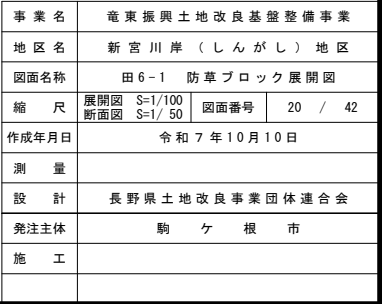 事業名 竜東振興土地改良基盤整備事業
地区名 新宮川岸（しんがし）地区
図面名称 田6-1 防草ブロック展開図
縮尺 展開図 S=1/100 図面番号 20 / 42
断面図 S=1/ 50
作成年月日 令和7年10月10日
測量
設計 長野県土地改良事業団体連合会
発注主体 駒ケ根市
施工